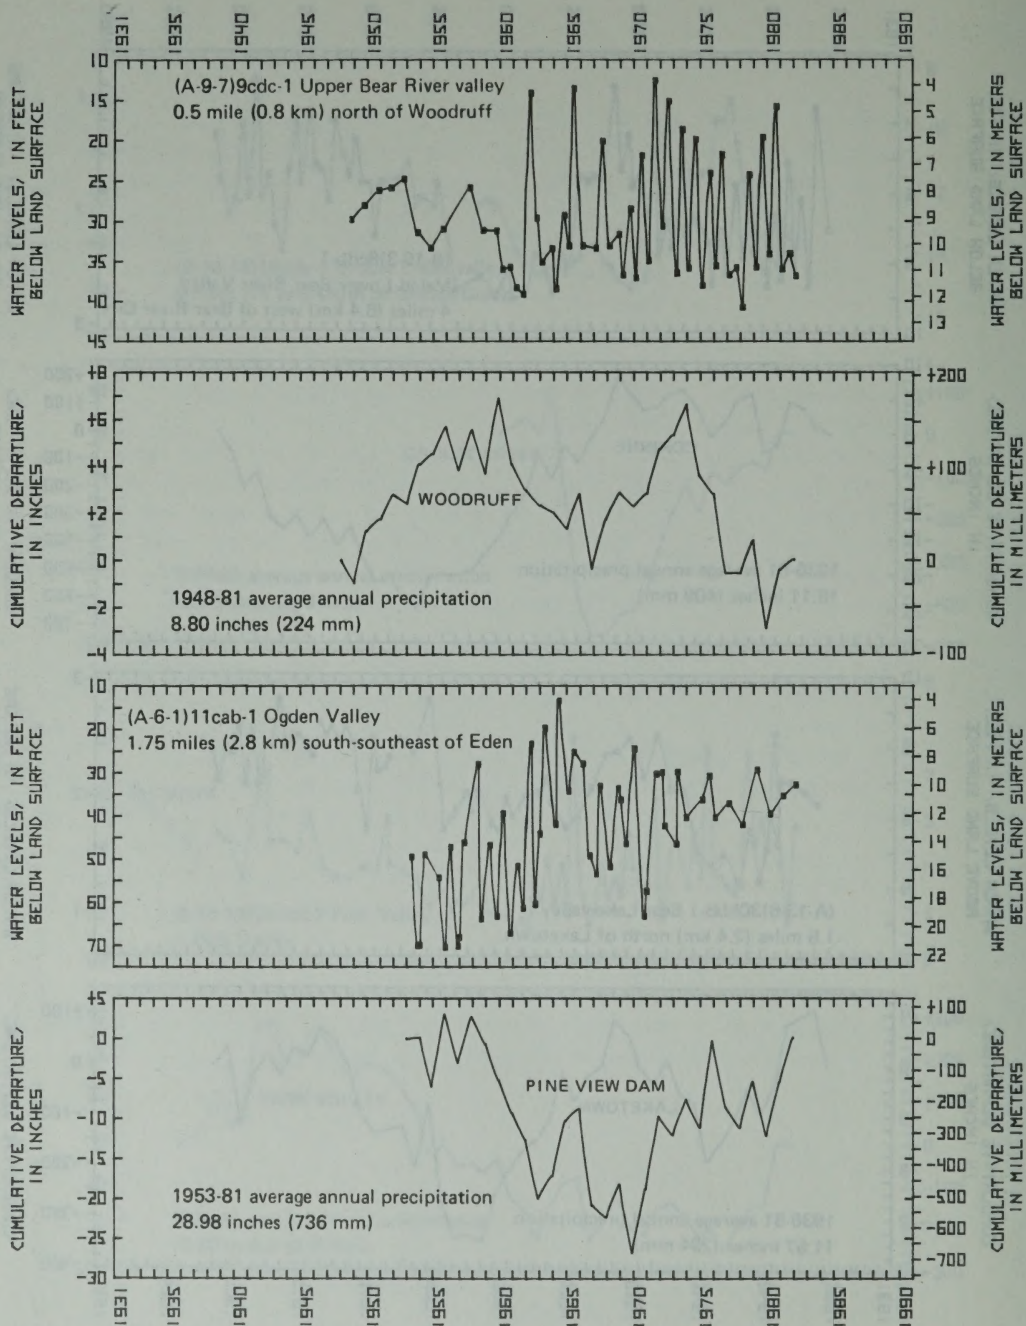 1931 1935 1940 1945 1950 1955 1960 1965 1970 1975 1980 1985 1990
WATER LEVELS, IN FEET
BELOW LAND SURFACE
10
15
20
25
30
35
40
45
(A-9-7)9cdc-1 Upper Bear River valley
0.5 mile (0.8 km) north of Woodruff
4
5
6
7
8
9
10
11
12
13
WATER LEVELS, IN METERS
BELOW LAND SURFACE
CUMULATIVE DEPARTURE,
IN INCHES
+8
+6
+4
+2
0
-2
-4
WOODRUFF
1948-81 average annual precipitation
8.80 inches (224 mm)
+200
+100
0
-100
CUMULATIVE DEPARTURE,
IN MILLIMETERS
WATER LEVELS, IN FEET
BELOW LAND SURFACE
10
20
30
40
50
60
70
(A-6-1)11cab-1 Ogden Valley
1.75 miles (2.8 km) south-southeast of Eden
4
6
8
10
12
14
16
18
20
22
WATER LEVELS, IN METERS
BELOW LAND SURFACE
CUMULATIVE DEPARTURE,
IN INCHES
+5
0
-5
-10
-15
-20
-25
-30
PINE VIEW DAM
1953-81 average annual precipitation
28.98 inches (736 mm)
+100
0
-100
-200
-300
-400
-500
-600
-700
CUMULATIVE DEPARTURE,
IN MILLIMETERS
1931 1935 1940 1945 1950 1955 1960 1965 1970 1975 1980 1985 1990